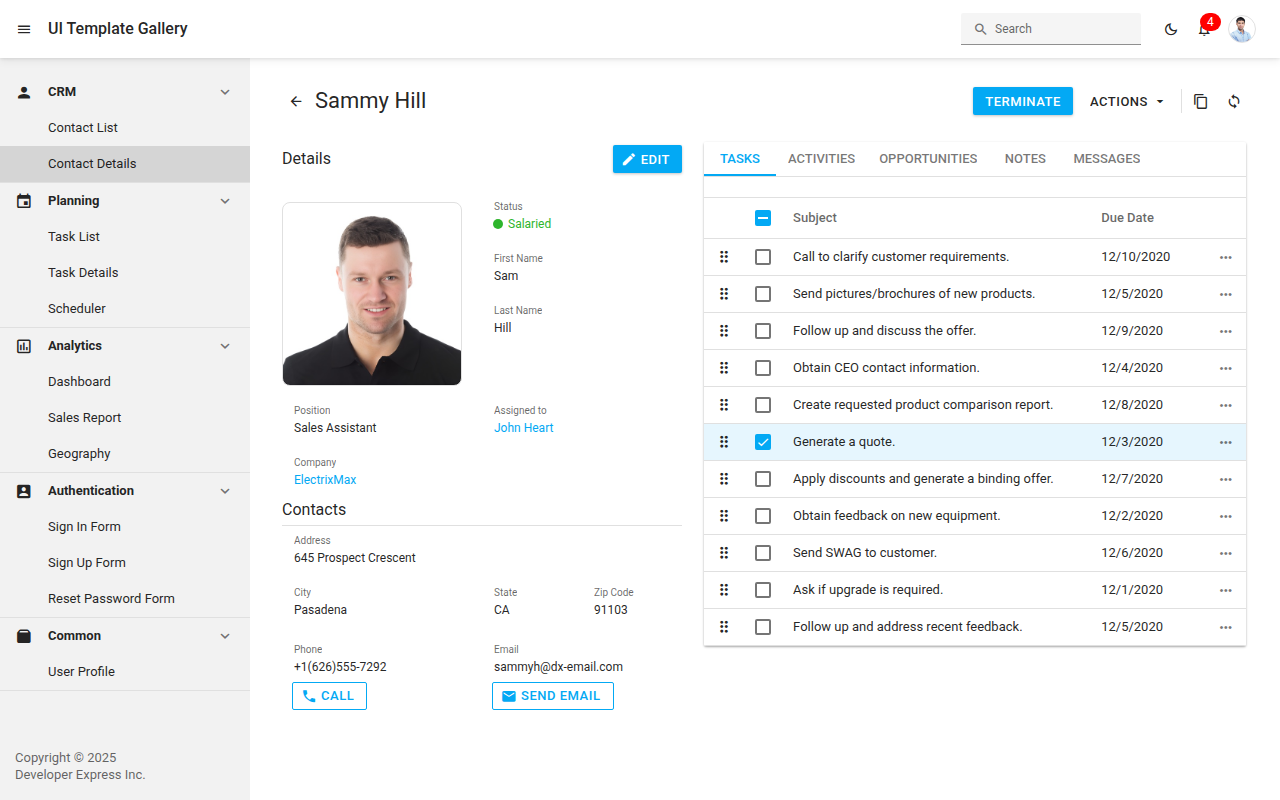 UI Template Gallery
Search
4
CRM
Contact List
Contact Details
Planning
Task List
Task Details
Scheduler
Analytics
Dashboard
Sales Report
Geography
Authentication
Sign In Form
Sign Up Form
Reset Password Form
Common
User Profile
Copyright © 2025
Developer Express Inc.
Sammy Hill
TERMINATE
ACTIONS
Details
EDIT
Status
Salaried
First Name
Sam
Last Name
Hill
Position
Sales Assistant
Assigned to
John Heart
Company
ElectrixMax
Contacts
Address
645 Prospect Crescent
City
Pasadena
State
CA
Zip Code
91103
Phone
+1(626)555-7292
Email
sammyh@dx-email.com
CALL
SEND EMAIL
TASKS ACTIVITIES OPPORTUNITIES NOTES MESSAGES
Subject Due Date
Call to clarify customer requirements. 12/10/2020
Send pictures/brochures of new products. 12/5/2020
Follow up and discuss the offer. 12/9/2020
Obtain CEO contact information. 12/4/2020
Create requested product comparison report. 12/8/2020
Generate a quote. 12/3/2020
Apply discounts and generate a binding offer. 12/7/2020
Obtain feedback on new equipment. 12/2/2020
Send SWAG to customer. 12/6/2020
Ask if upgrade is required. 12/1/2020
Follow up and address recent feedback. 12/5/2020